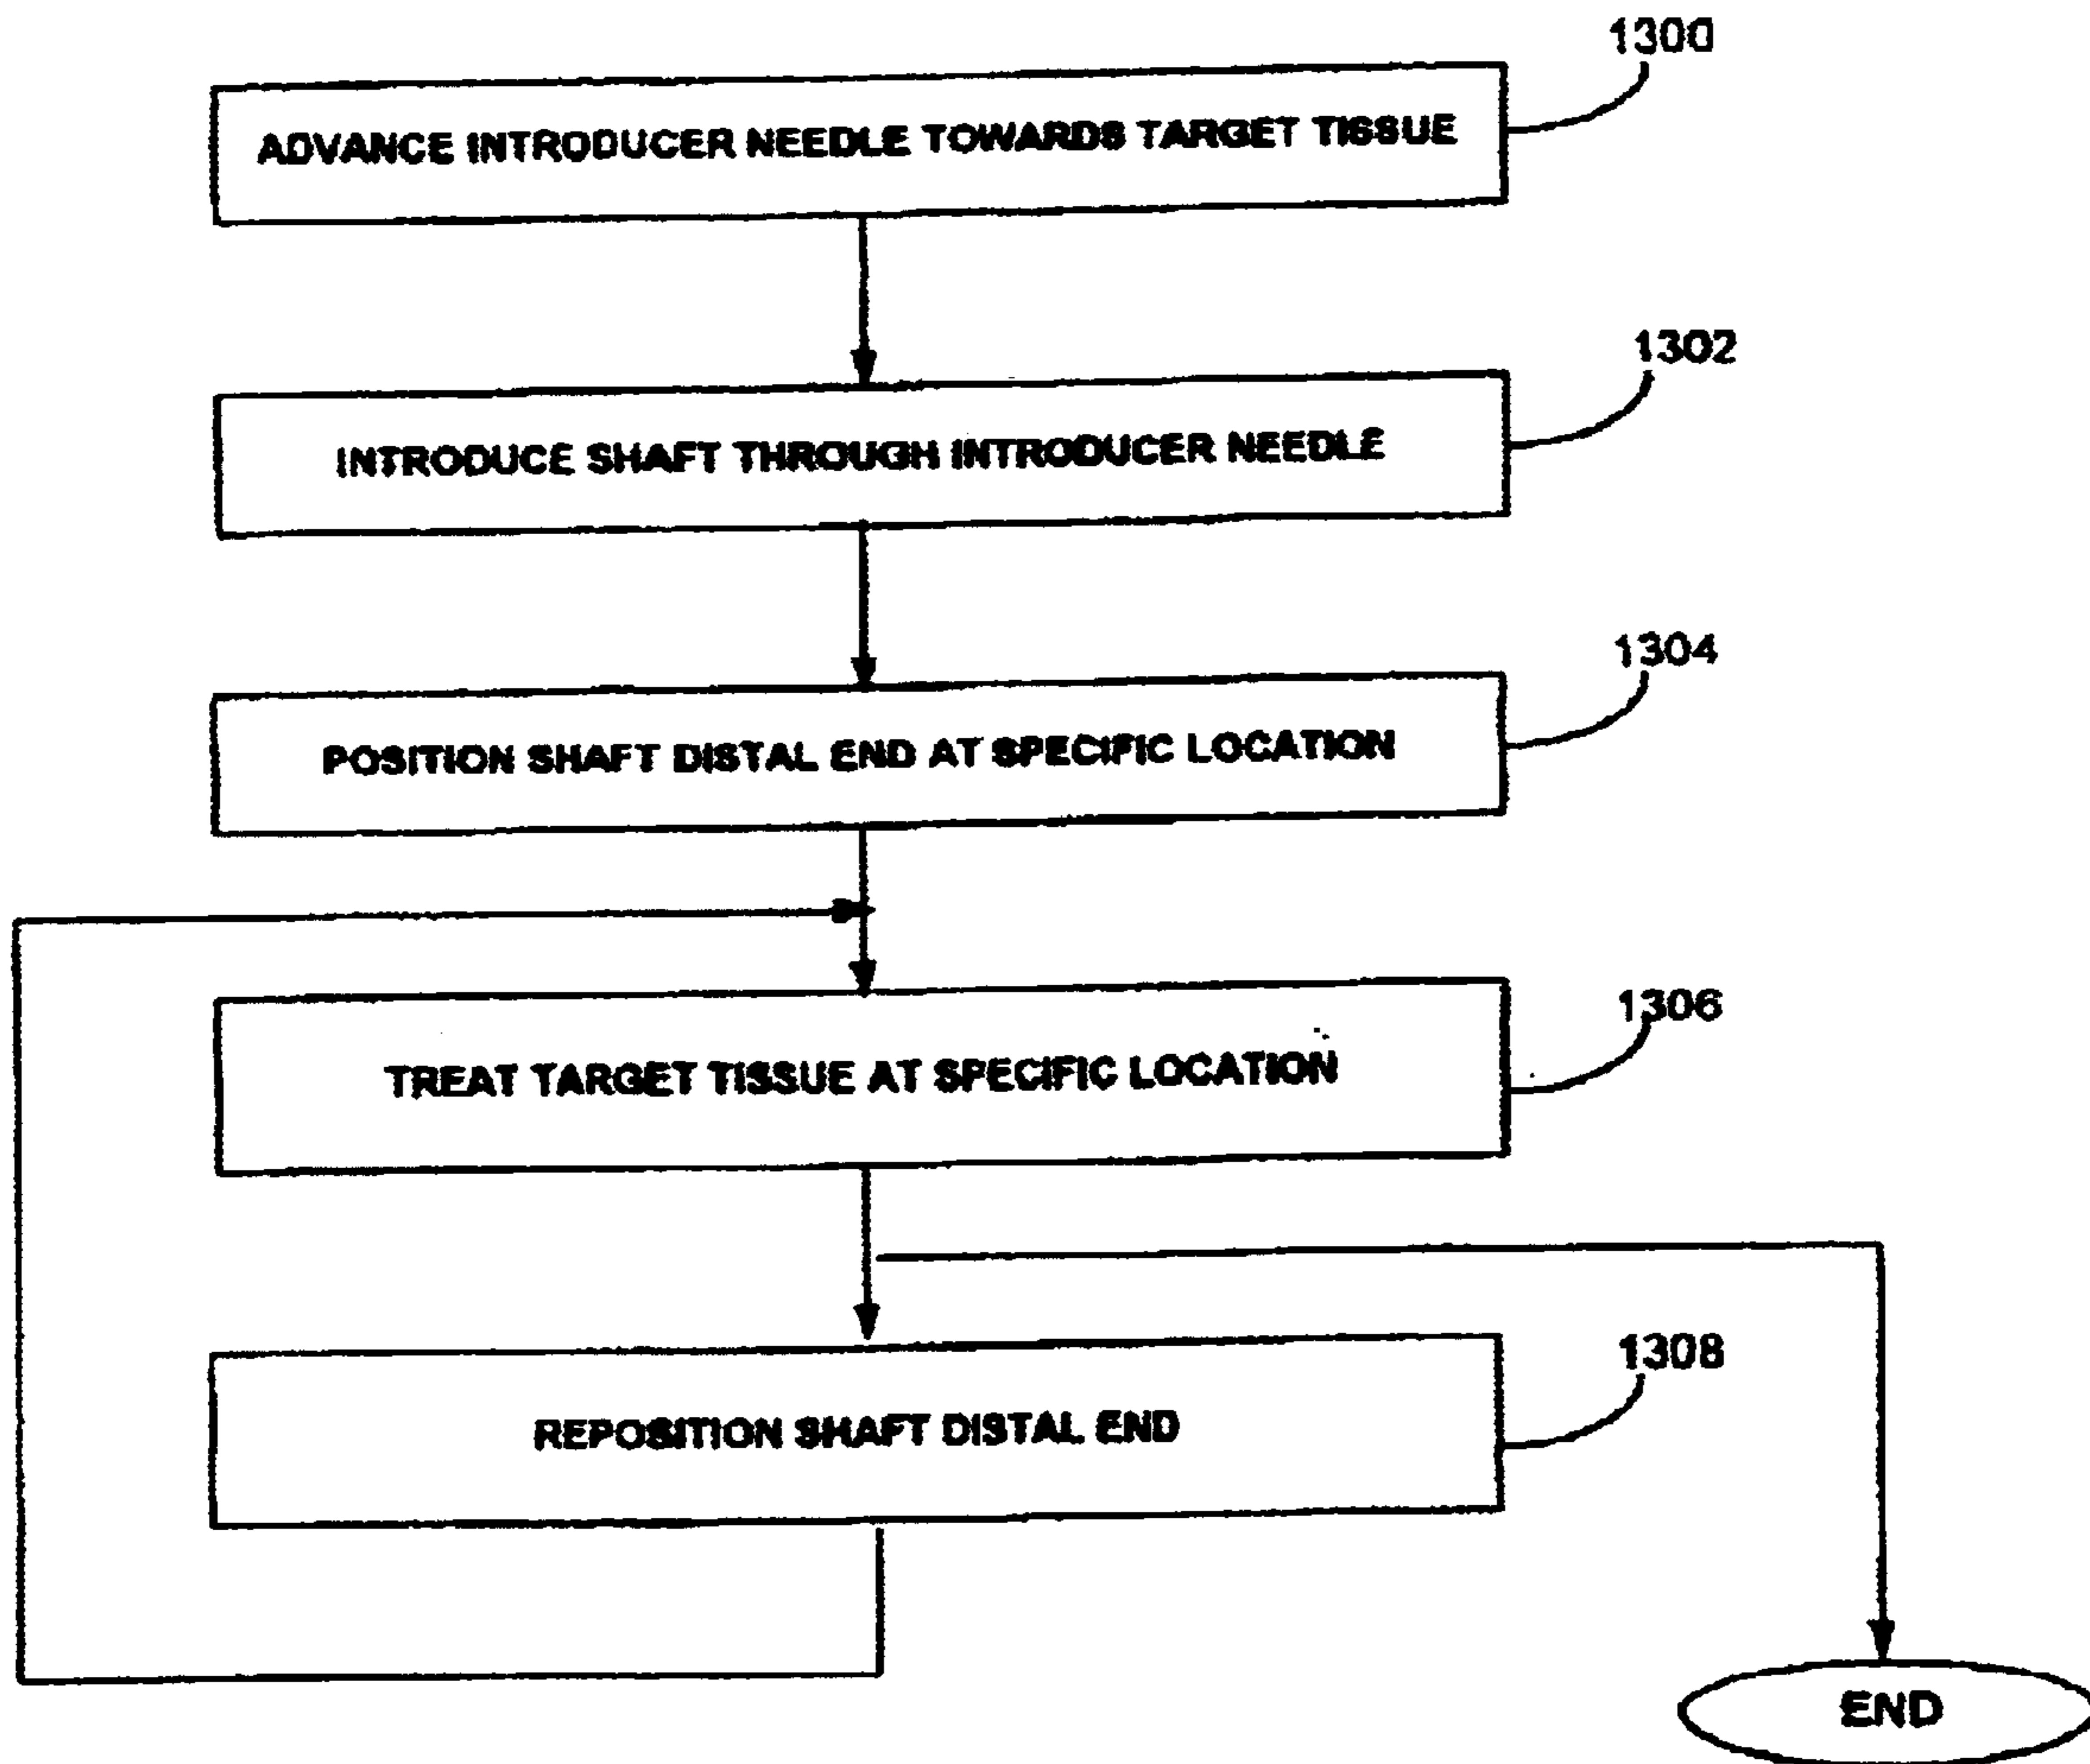 1300
ADVANCE INTRODUCER NEEDLE TOWARDS TARGET TISSUE
1302
INTRODUCE SHAFT THROUGH INTRODUCER NEEDLE
1304
POSITION SHAFT DISTAL END AT SPECIFIC LOCATION
1306
TREAT TARGET TISSUE AT SPECIFIC LOCATION
1308
REPOSITION SHAFT DISTAL END
END